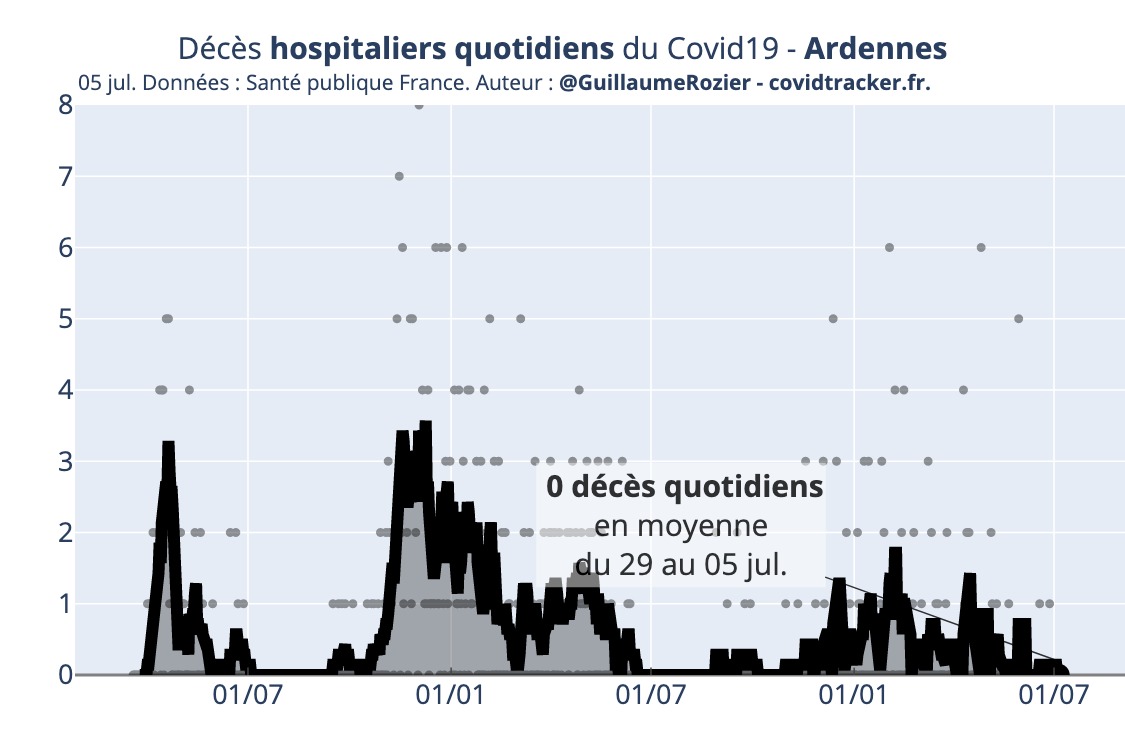 Décès hospitaliers quotidiens du Covid19 - Ardennes
05 jul. Données : Santé publique France. Auteur : @GuillaumeRozier - covidtracker.fr.
8
7
6
5
4
3
2
1
0
0 décès quotidiens
en moyenne
du 29 au 05 jul.
01/07 01/01 01/07 01/01 01/07